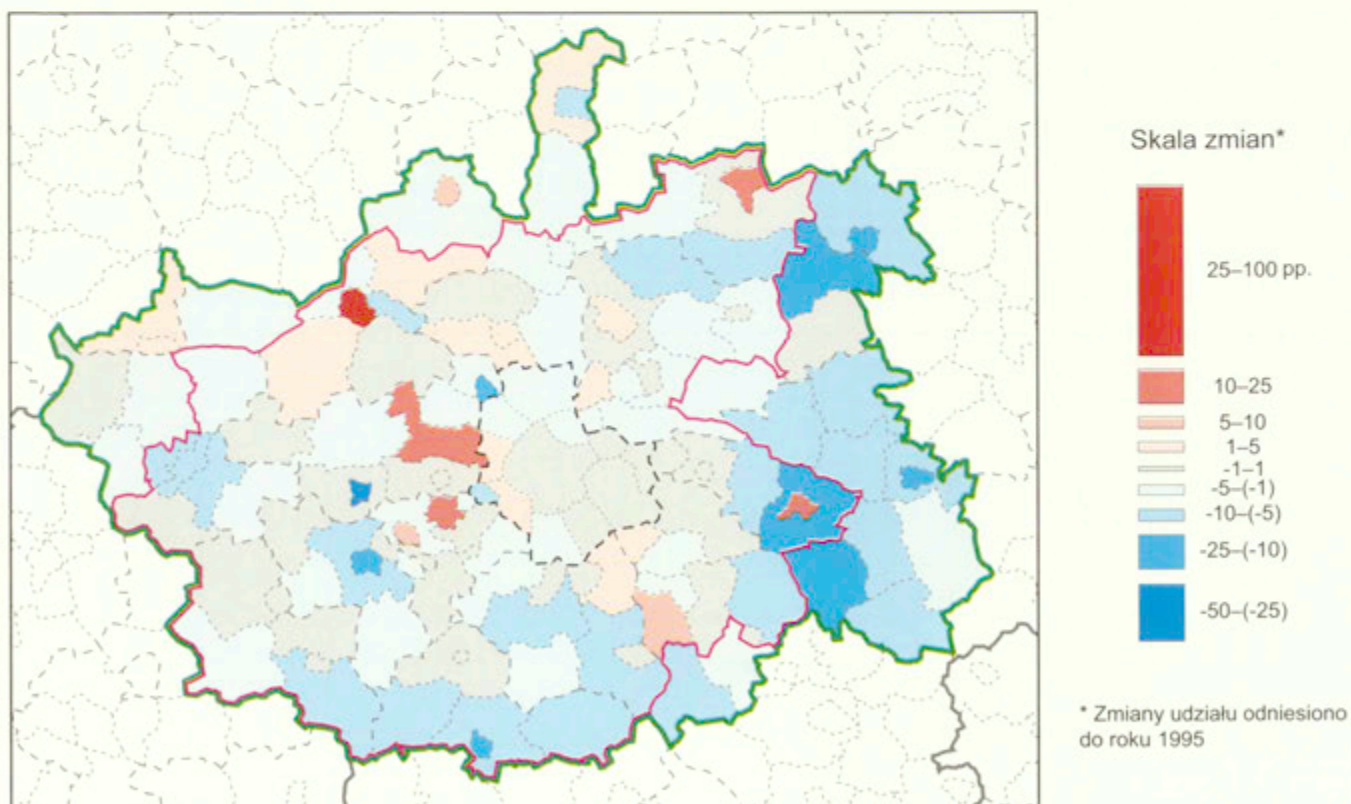 Skala zmian*
25–100 pp.
10–25
5–10
1–5
-1–1
-5–(-1)
-10–(-5)
-25–(-10)
-50–(-25)
* Zmiany udziału odniesiono
do roku 1995